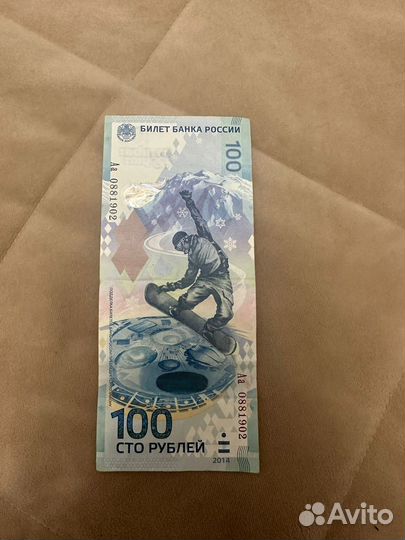 БИЛЕТ БАНКА РОССИИ
100
Аа 0881902
Аа 0881902
100
СТО РУБЛЕЙ
2014
Avito